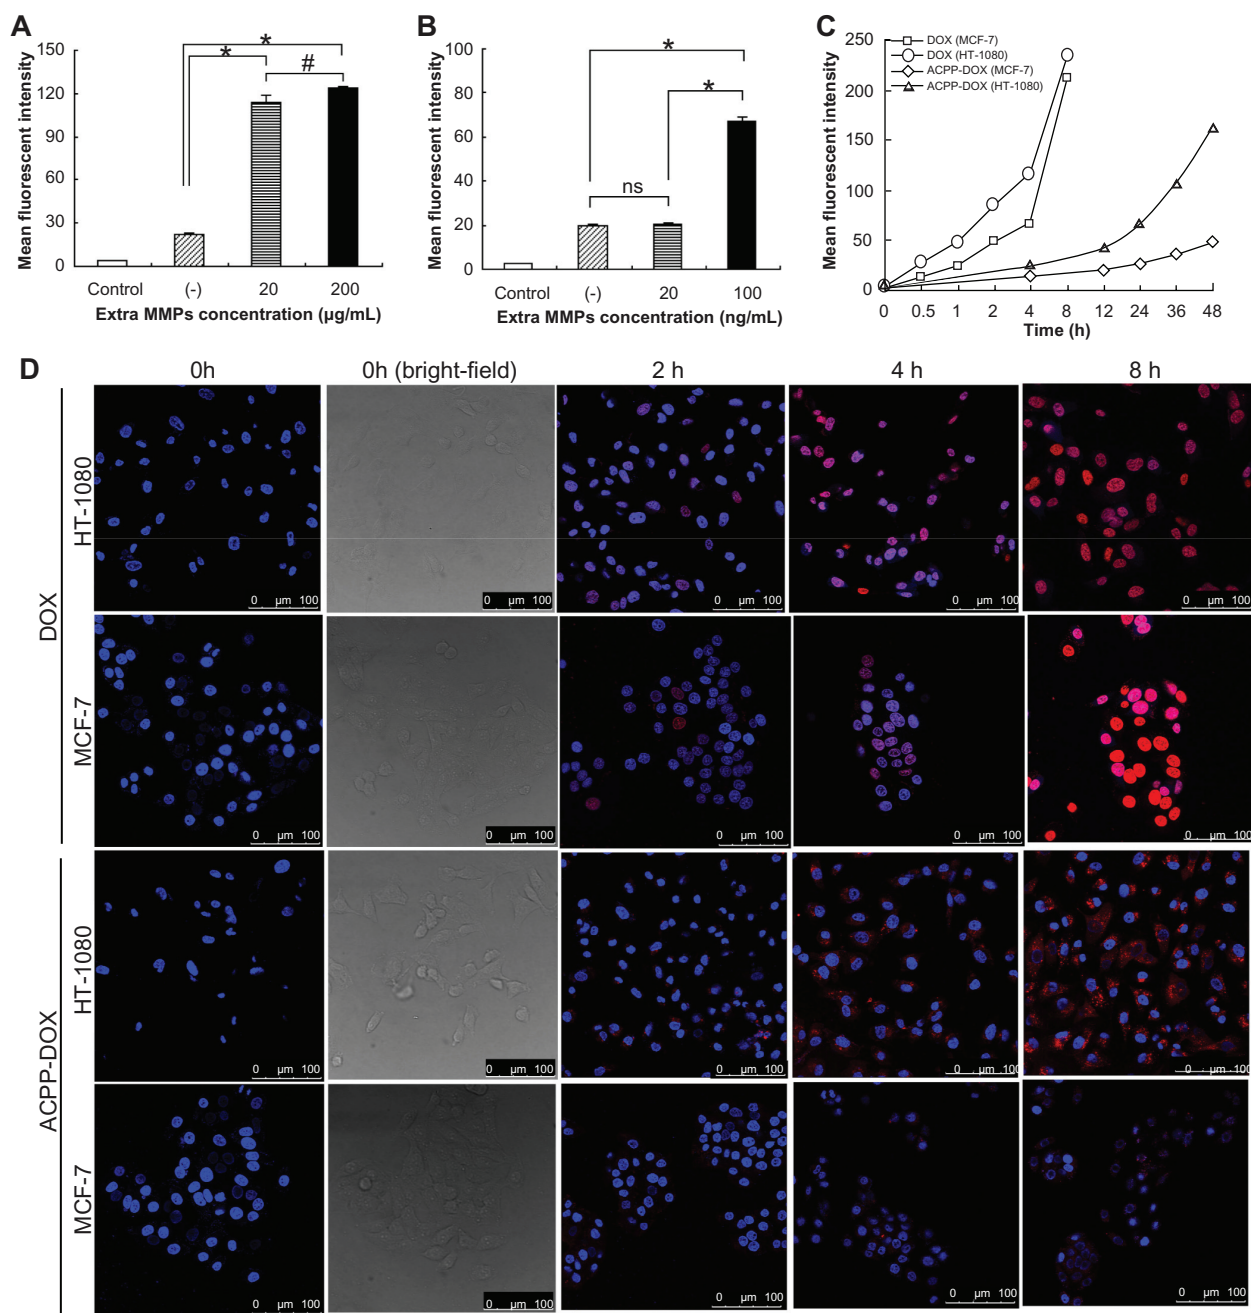 A
Mean fluorescent intensity
150
120
90
60
30
0
*
*
#
Control (-) 20 200
Extra MMPs concentration (µg/mL)
B
Mean fluorescent intensity
100
80
60
40
20
0
*
*
ns
Control (-) 20 100
Extra MMPs concentration (ng/mL)
C
Mean fluorescent intensity
250
200
150
100
50
0
DOX (MCF-7)
DOX (HT-1080)
ACPP-DOX (MCF-7)
ACPP-DOX (HT-1080)
0 0.5 1 2 4 8 12 24 36 48
Time (h)
D
0h 0h (bright-field) 2 h 4 h 8 h
DOX
HT-1080
0 µm 100
0 µm 100
0 µm 100
0 µm 100
0 µm 100
MCF-7
0 µm 100
0 µm 100
0 µm 100
0 µm 100
0 µm 100
ACPP-DOX
HT-1080
0 µm 100
0 µm 100
0 µm 100
0 µm 100
0 µm 100
MCF-7
0 µm 100
0 µm 100
0 µm 100
0 µm 100
0 µm 100